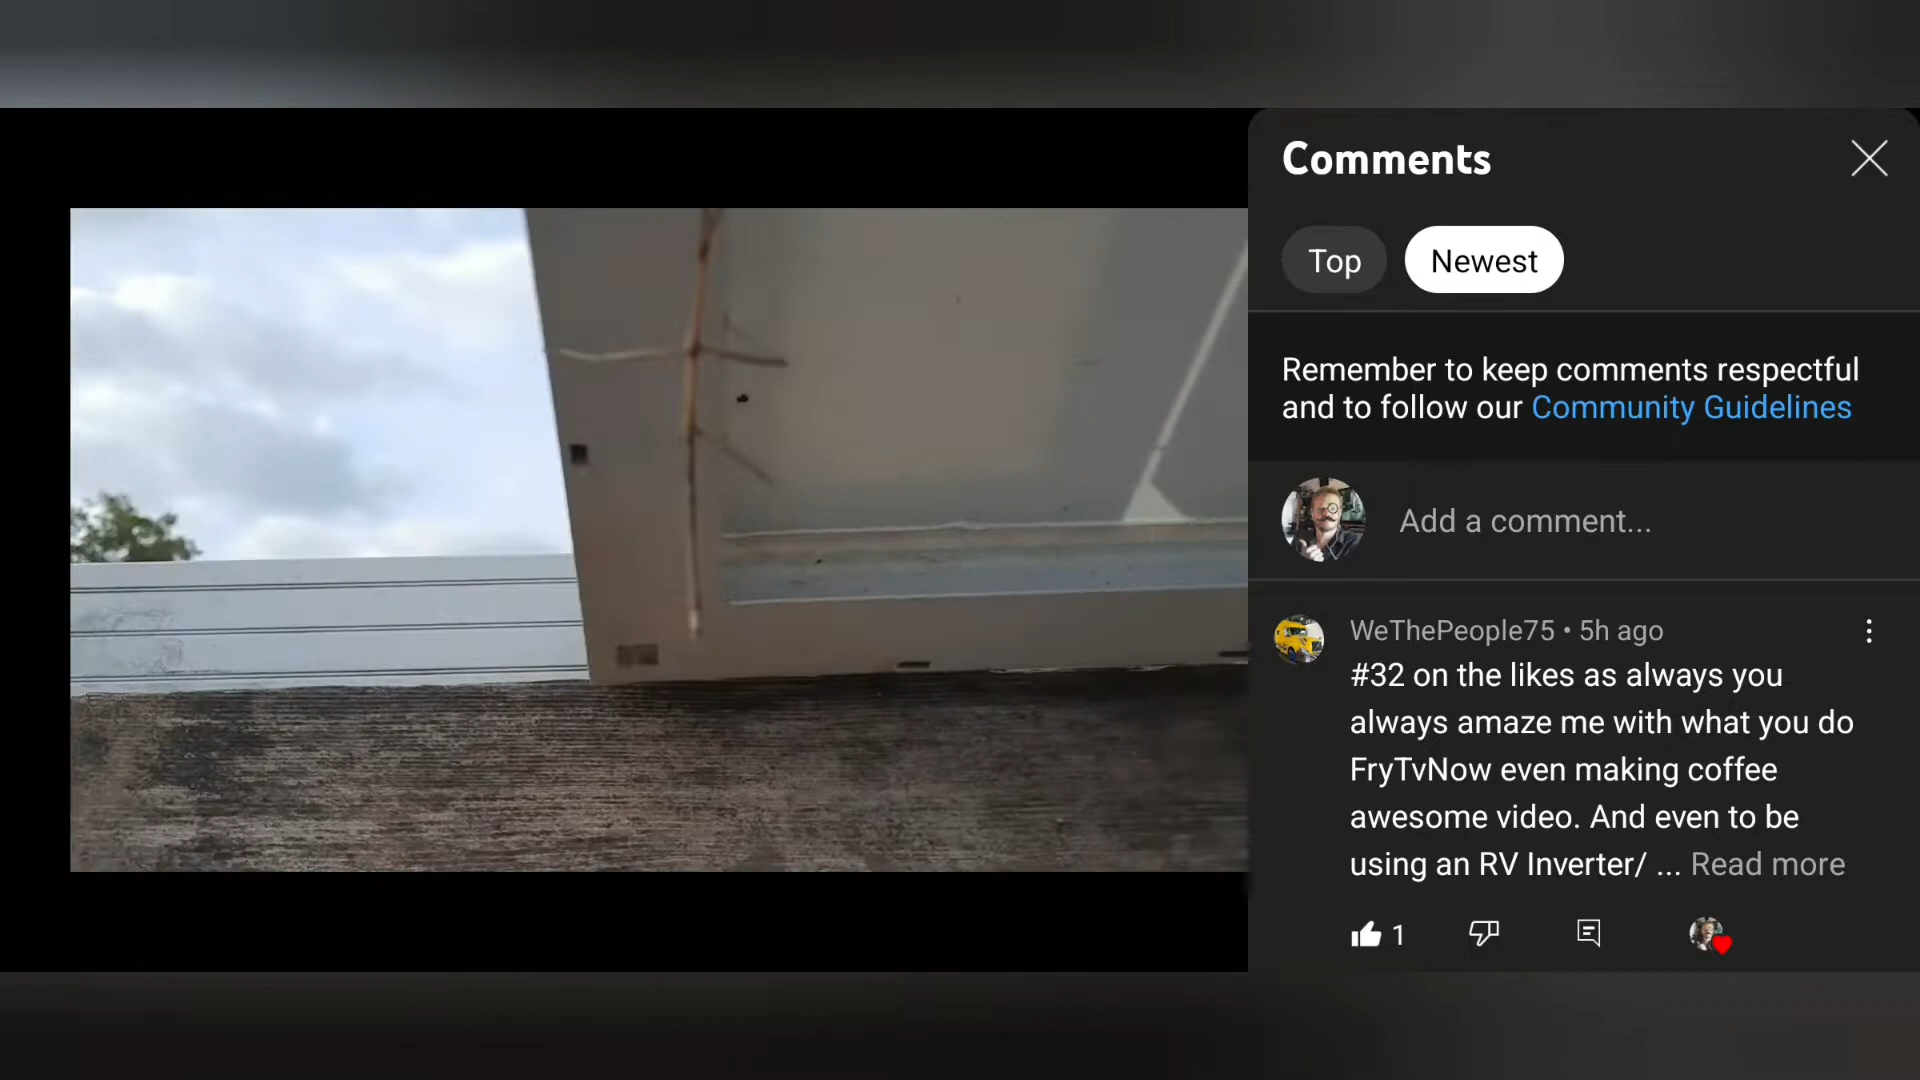 Comments
Top
Newest
Remember to keep comments respectful
and to follow our Community Guidelines
Add a comment...
WeThePeople75 • 5h ago
#32 on the likes as always you
always amaze me with what you do
FryTvNow even making coffee
awesome video. And even to be
using an RV Inverter/ ... Read more
1